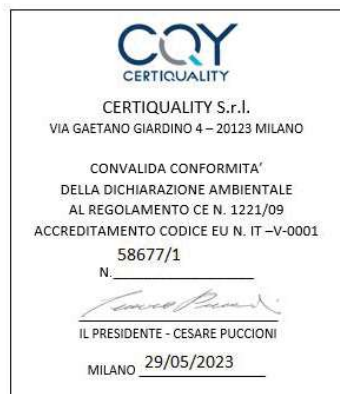 CQY
CERTIQUALITY
CERTIQUALITY S.r.l.
VIA GAETANO GIARDINO 4 – 20123 MILANO
CONVALIDA CONFORMITA’
DELLA DICHIARAZIONE AMBIENTALE
AL REGOLAMENTO CE N. 1221/09
ACCREDITAMENTO CODICE EU N. IT –V-0001
N. 58677/1
IL PRESIDENTE - CESARE PUCCIONI
MILANO 29/05/2023